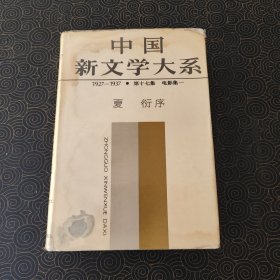 中国
新文学大系
1927—1937 • 第十七集 电影集一
夏衍序
ZHONGGUO XINWENXUE DAXI